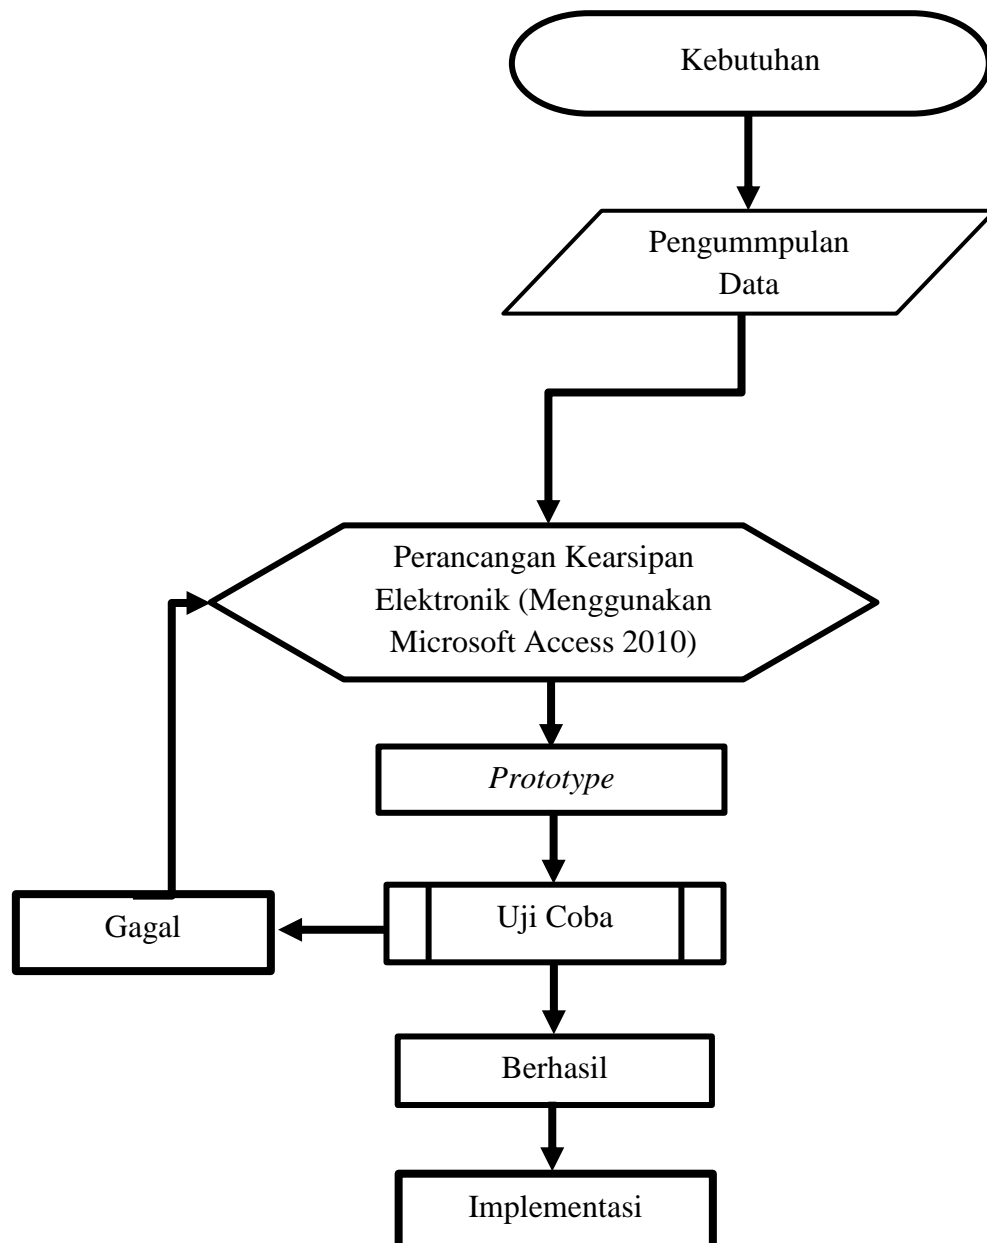 Kebutuhan
Pengummpulan
Data
Perancangan Kearsipan
Elektronik (Menggunakan
Microsoft Access 2010)
Prototype
Uji Coba
Gagal
Berhasil
Implementasi